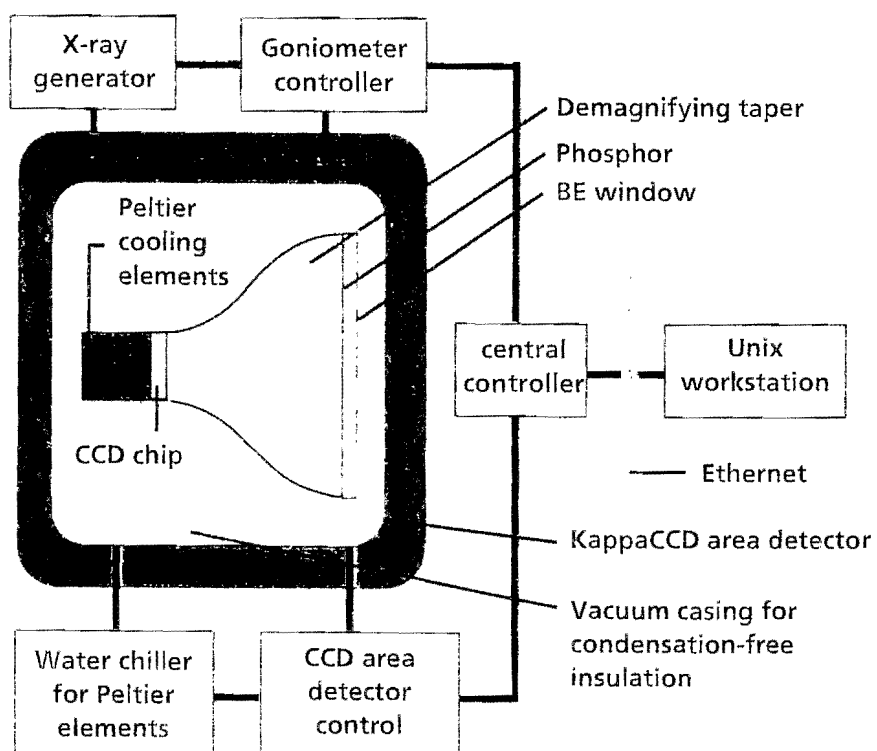 X-ray
generator
Goniometer
controller
Demagnifying taper
Phosphor
BE window
Peltier
cooling
elements
CCD chip
central
controller
Unix
workstation
Ethernet
KappaCCD area detector
Vacuum casing for
condensation-free
insulation
Water chiller
for Peltier
elements
CCD area
detector
control